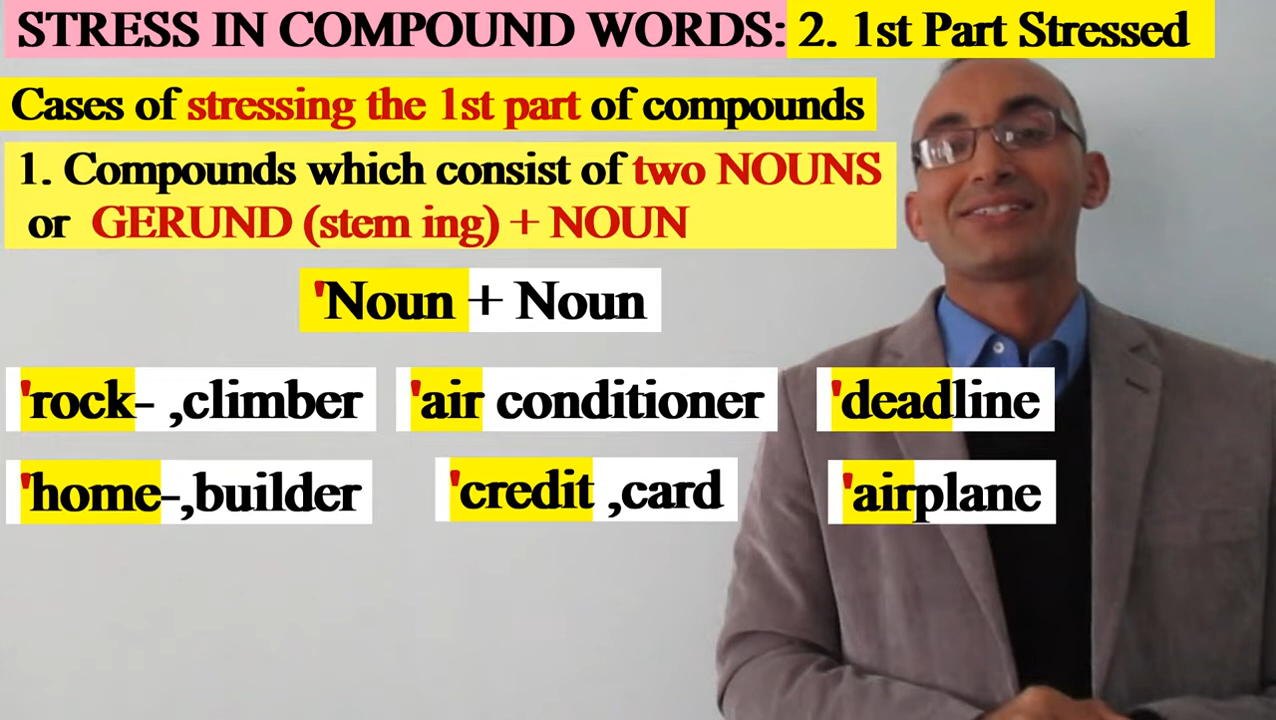 STRESS IN COMPOUND WORDS: 2. 1st Part Stressed
Cases of stressing the 1st part of compounds
1. Compounds which consist of two NOUNS
or GERUND (stem ing) + NOUN
'Noun + Noun
'rock- ,climber 'air conditioner 'deadline
'home-,builder 'credit ,card 'airplane